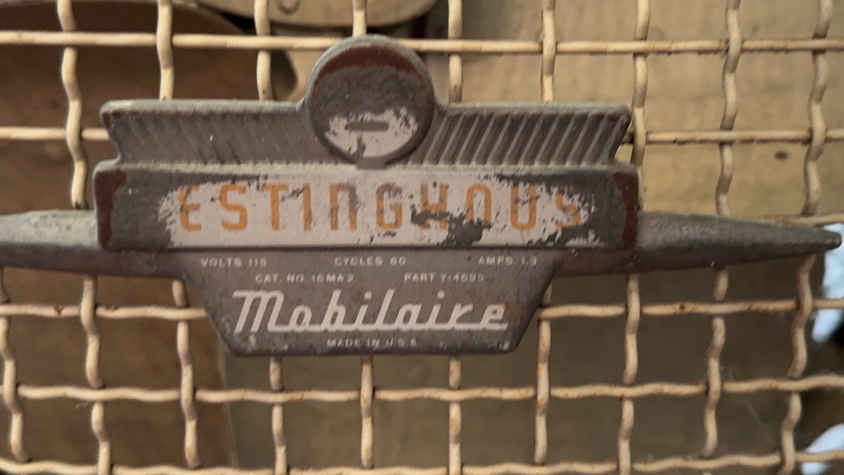 ESTINGHOUS
VOLTS 115 CYCLES 60 AMPS. 1.3
CAT. NO. 16MA2 PART Y-4695
Mobilaire
MADE IN U.S.A.